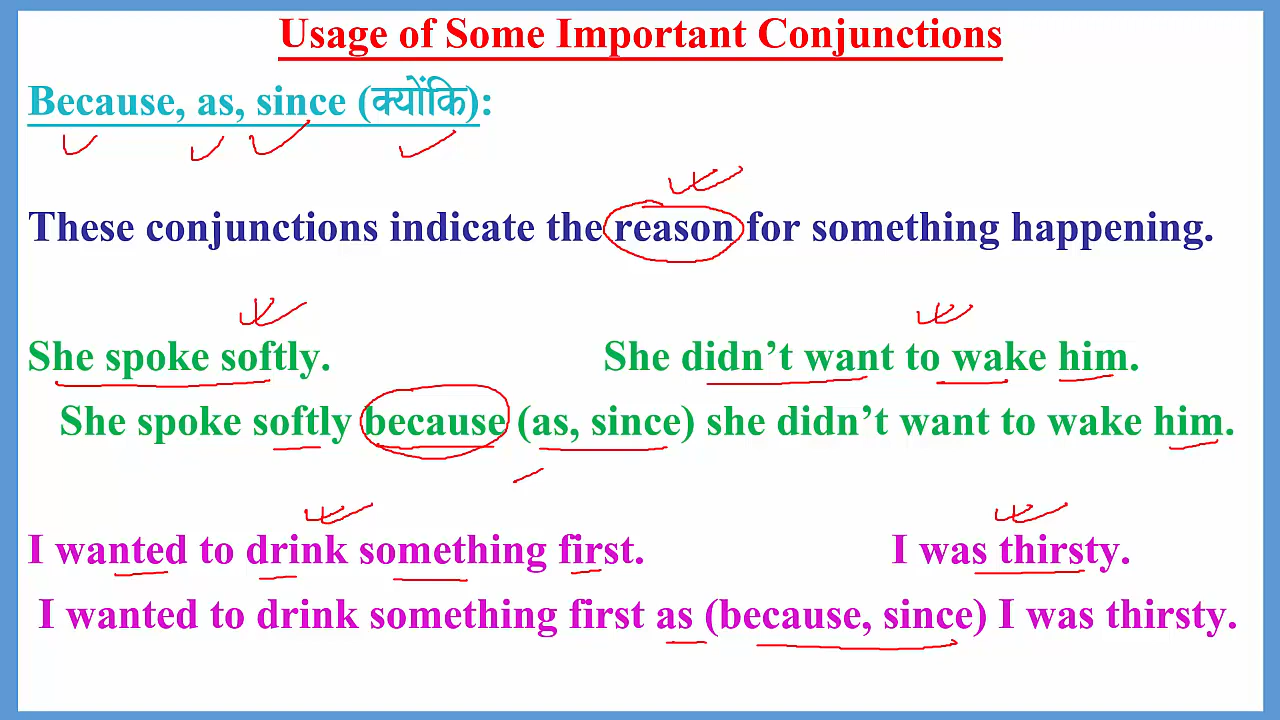 Usage of Some Important Conjunctions
Because, as, since (क्योंकि):
These conjunctions indicate the reason for something happening.
She spoke softly. She didn’t want to wake him.
She spoke softly because (as, since) she didn’t want to wake him.
I wanted to drink something first. I was thirsty.
I wanted to drink something first as (because, since) I was thirsty.